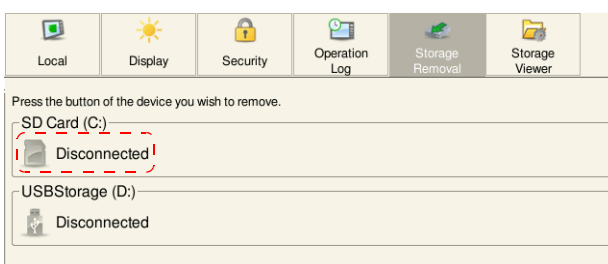 Local
Display
Security
Operation
Log
Storage
Removal
Storage
Viewer
Press the button of the device you wish to remove.
SD Card (C:)
Disconnected
USBStorage (D:)
Disconnected